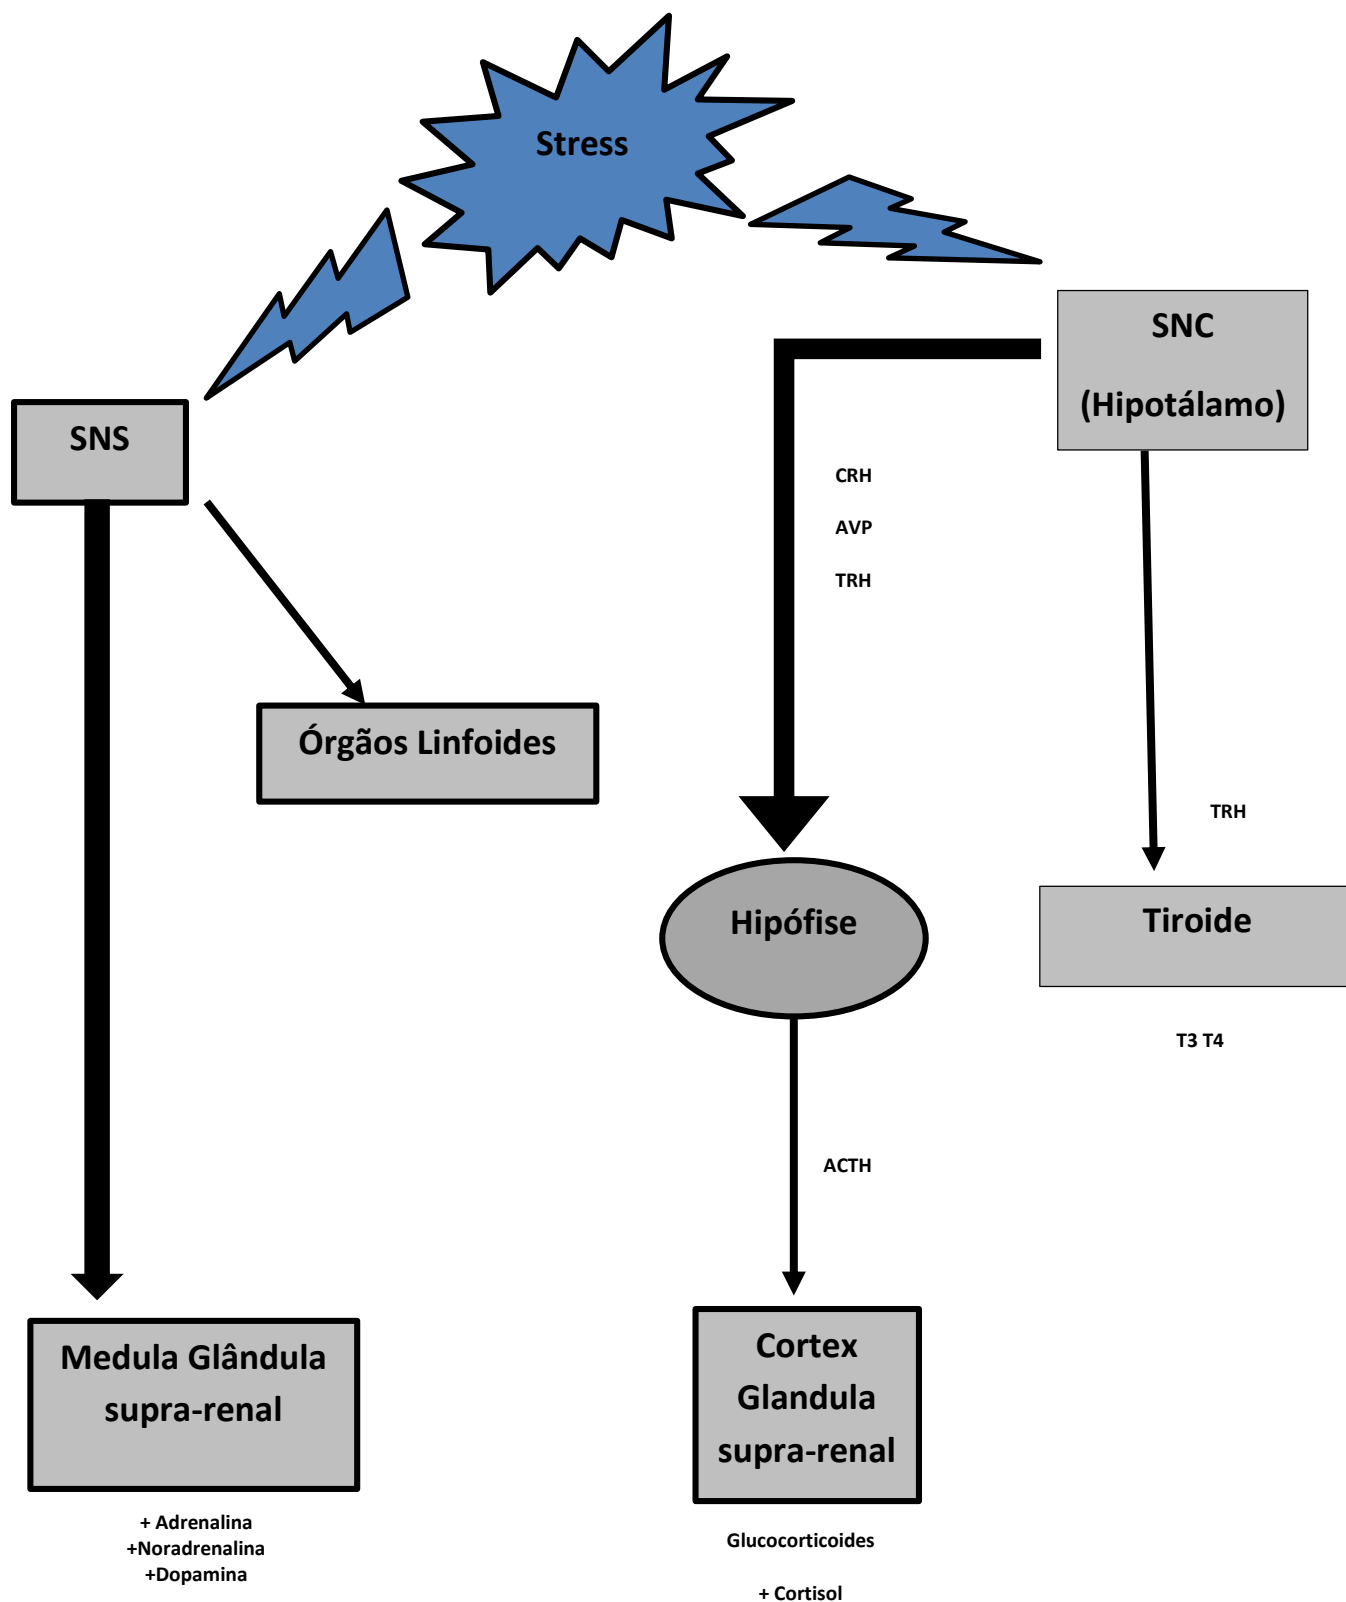 Stress
SNC
(Hipotálamo)
SNS
CRH
AVP
TRH
Órgãos Linfoides
TRH
Hipófise
Tiroide
T3 T4
ACTH
Medula Glândula
supra-renal
Cortex
Glandula
supra-renal
+ Adrenalina
+Noradrenalina
+Dopamina
Glucocorticoides
+ Cortisol